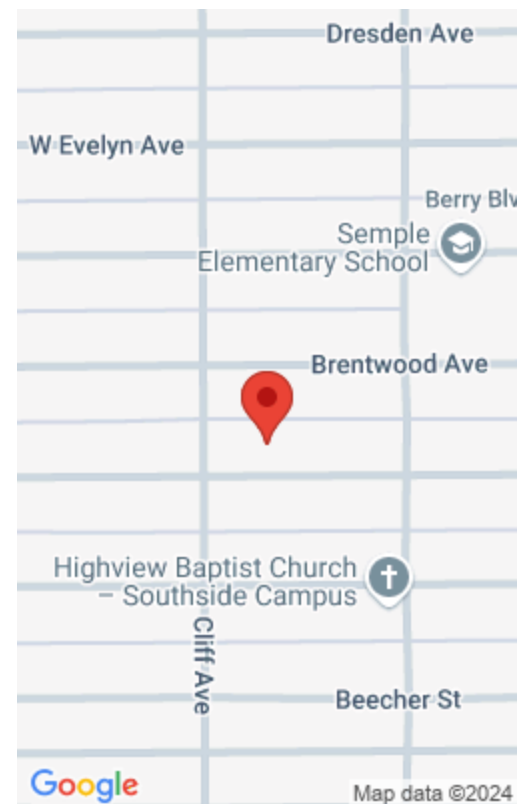 Dresden Ave
W Evelyn Ave
Berry Blv
Semple
Elementary School
Brentwood Ave
Highview Baptist Church
– Southside Campus
Cliff Ave
Beecher St
Google
Map data ©2024